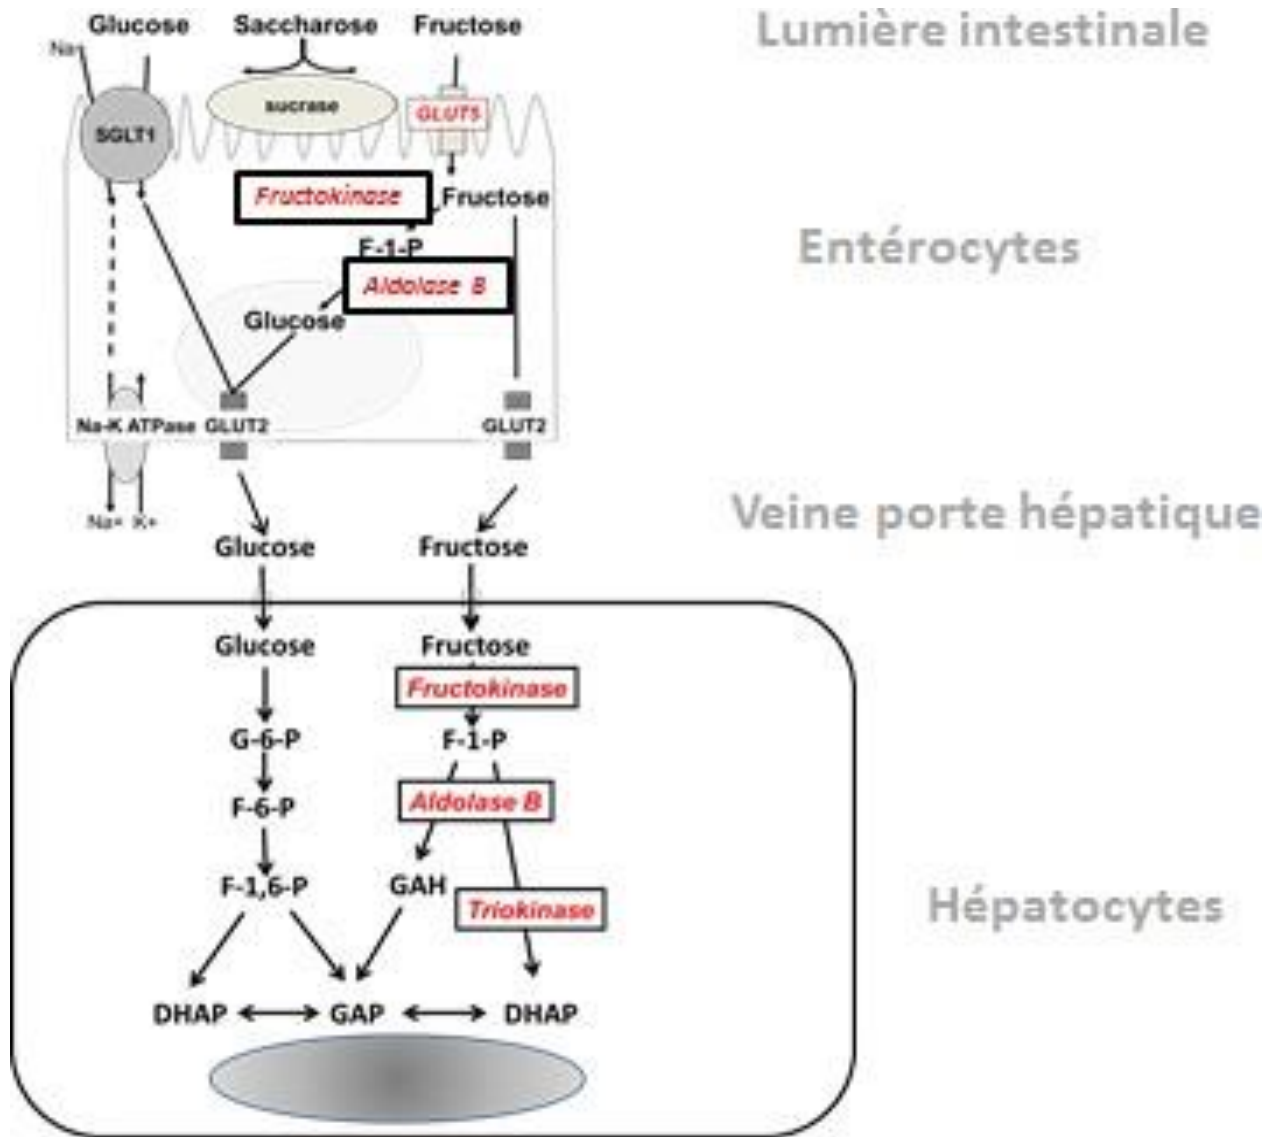 Glucose Saccharose Fructose
Lumière intestinale
Na+
sucrase
GLUT5
SGLT1
Fructokinase
Fructose
F-1-P
Entérocytes
Aldolase B
Glucose
Na-K ATPase GLUT2
GLUT2
Veine porte hépatique
Na+ K+
Glucose
Fructose
Glucose
Fructose
Fructokinase
G-6-P
F-1-P
F-6-P
Aldolase B
F-1,6-P
GAH
Triokinase
Hépatocytes
DHAP
GAP
DHAP